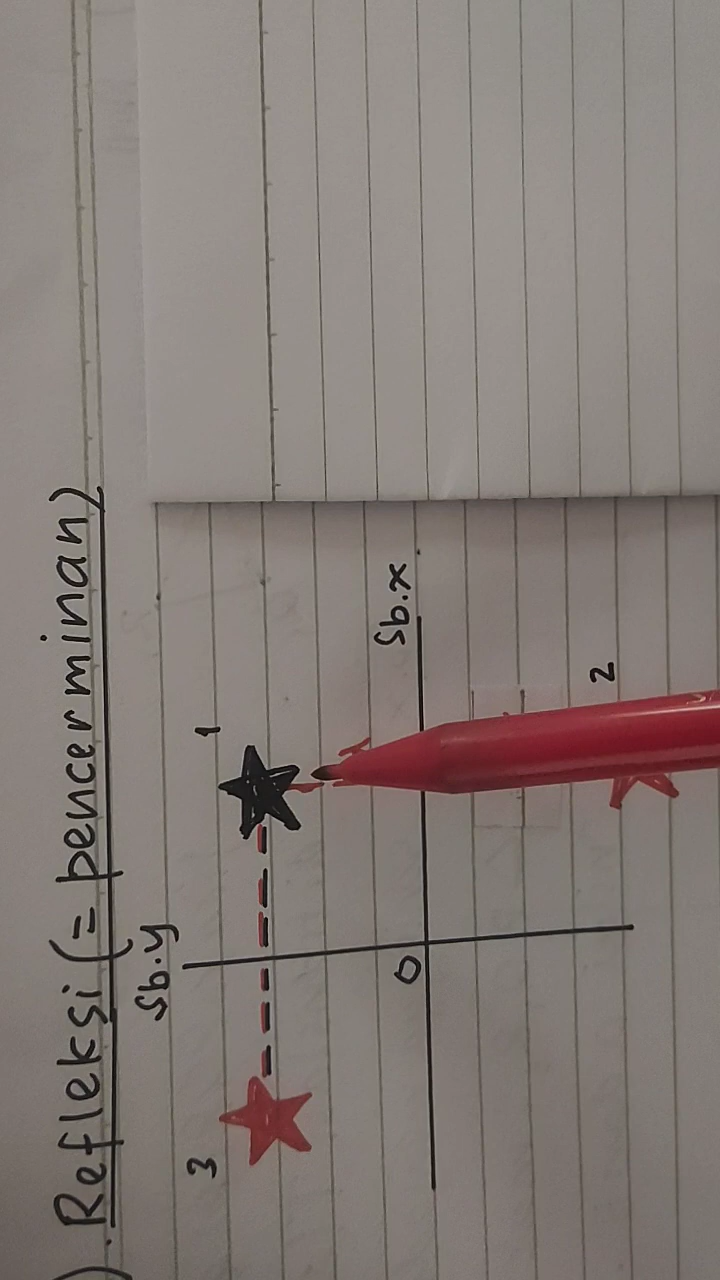 ). Refleksi (= pencerminan)
Sb.y
3
1
0
Sb.x
2